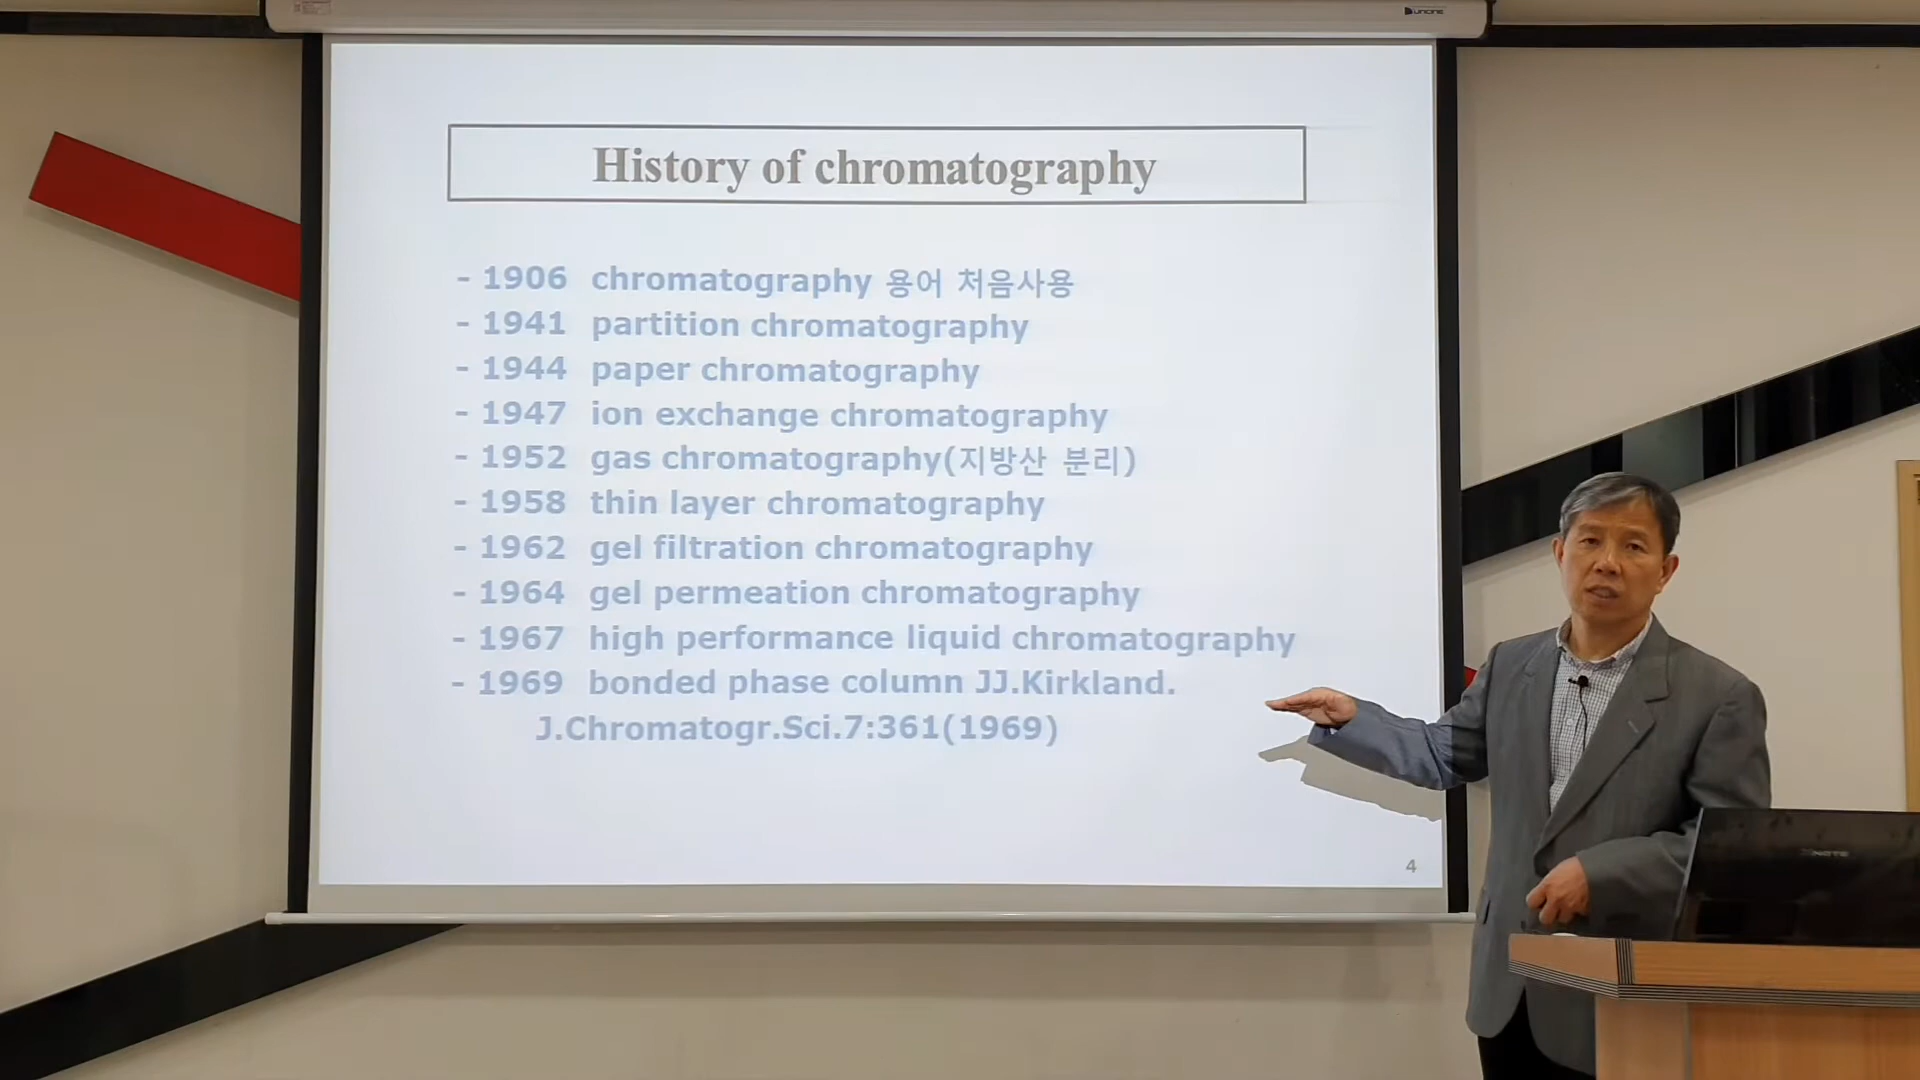 History of chromatography
- 1906 chromatography 용어 처음사용
- 1941 partition chromatography
- 1944 paper chromatography
- 1947 ion exchange chromatography
- 1952 gas chromatography(지방산 분리)
- 1958 thin layer chromatography
- 1962 gel filtration chromatography
- 1964 gel permeation chromatography
- 1967 high performance liquid chromatography
- 1969 bonded phase column JJ.Kirkland.
J.Chromatogr.Sci.7:361(1969)
4